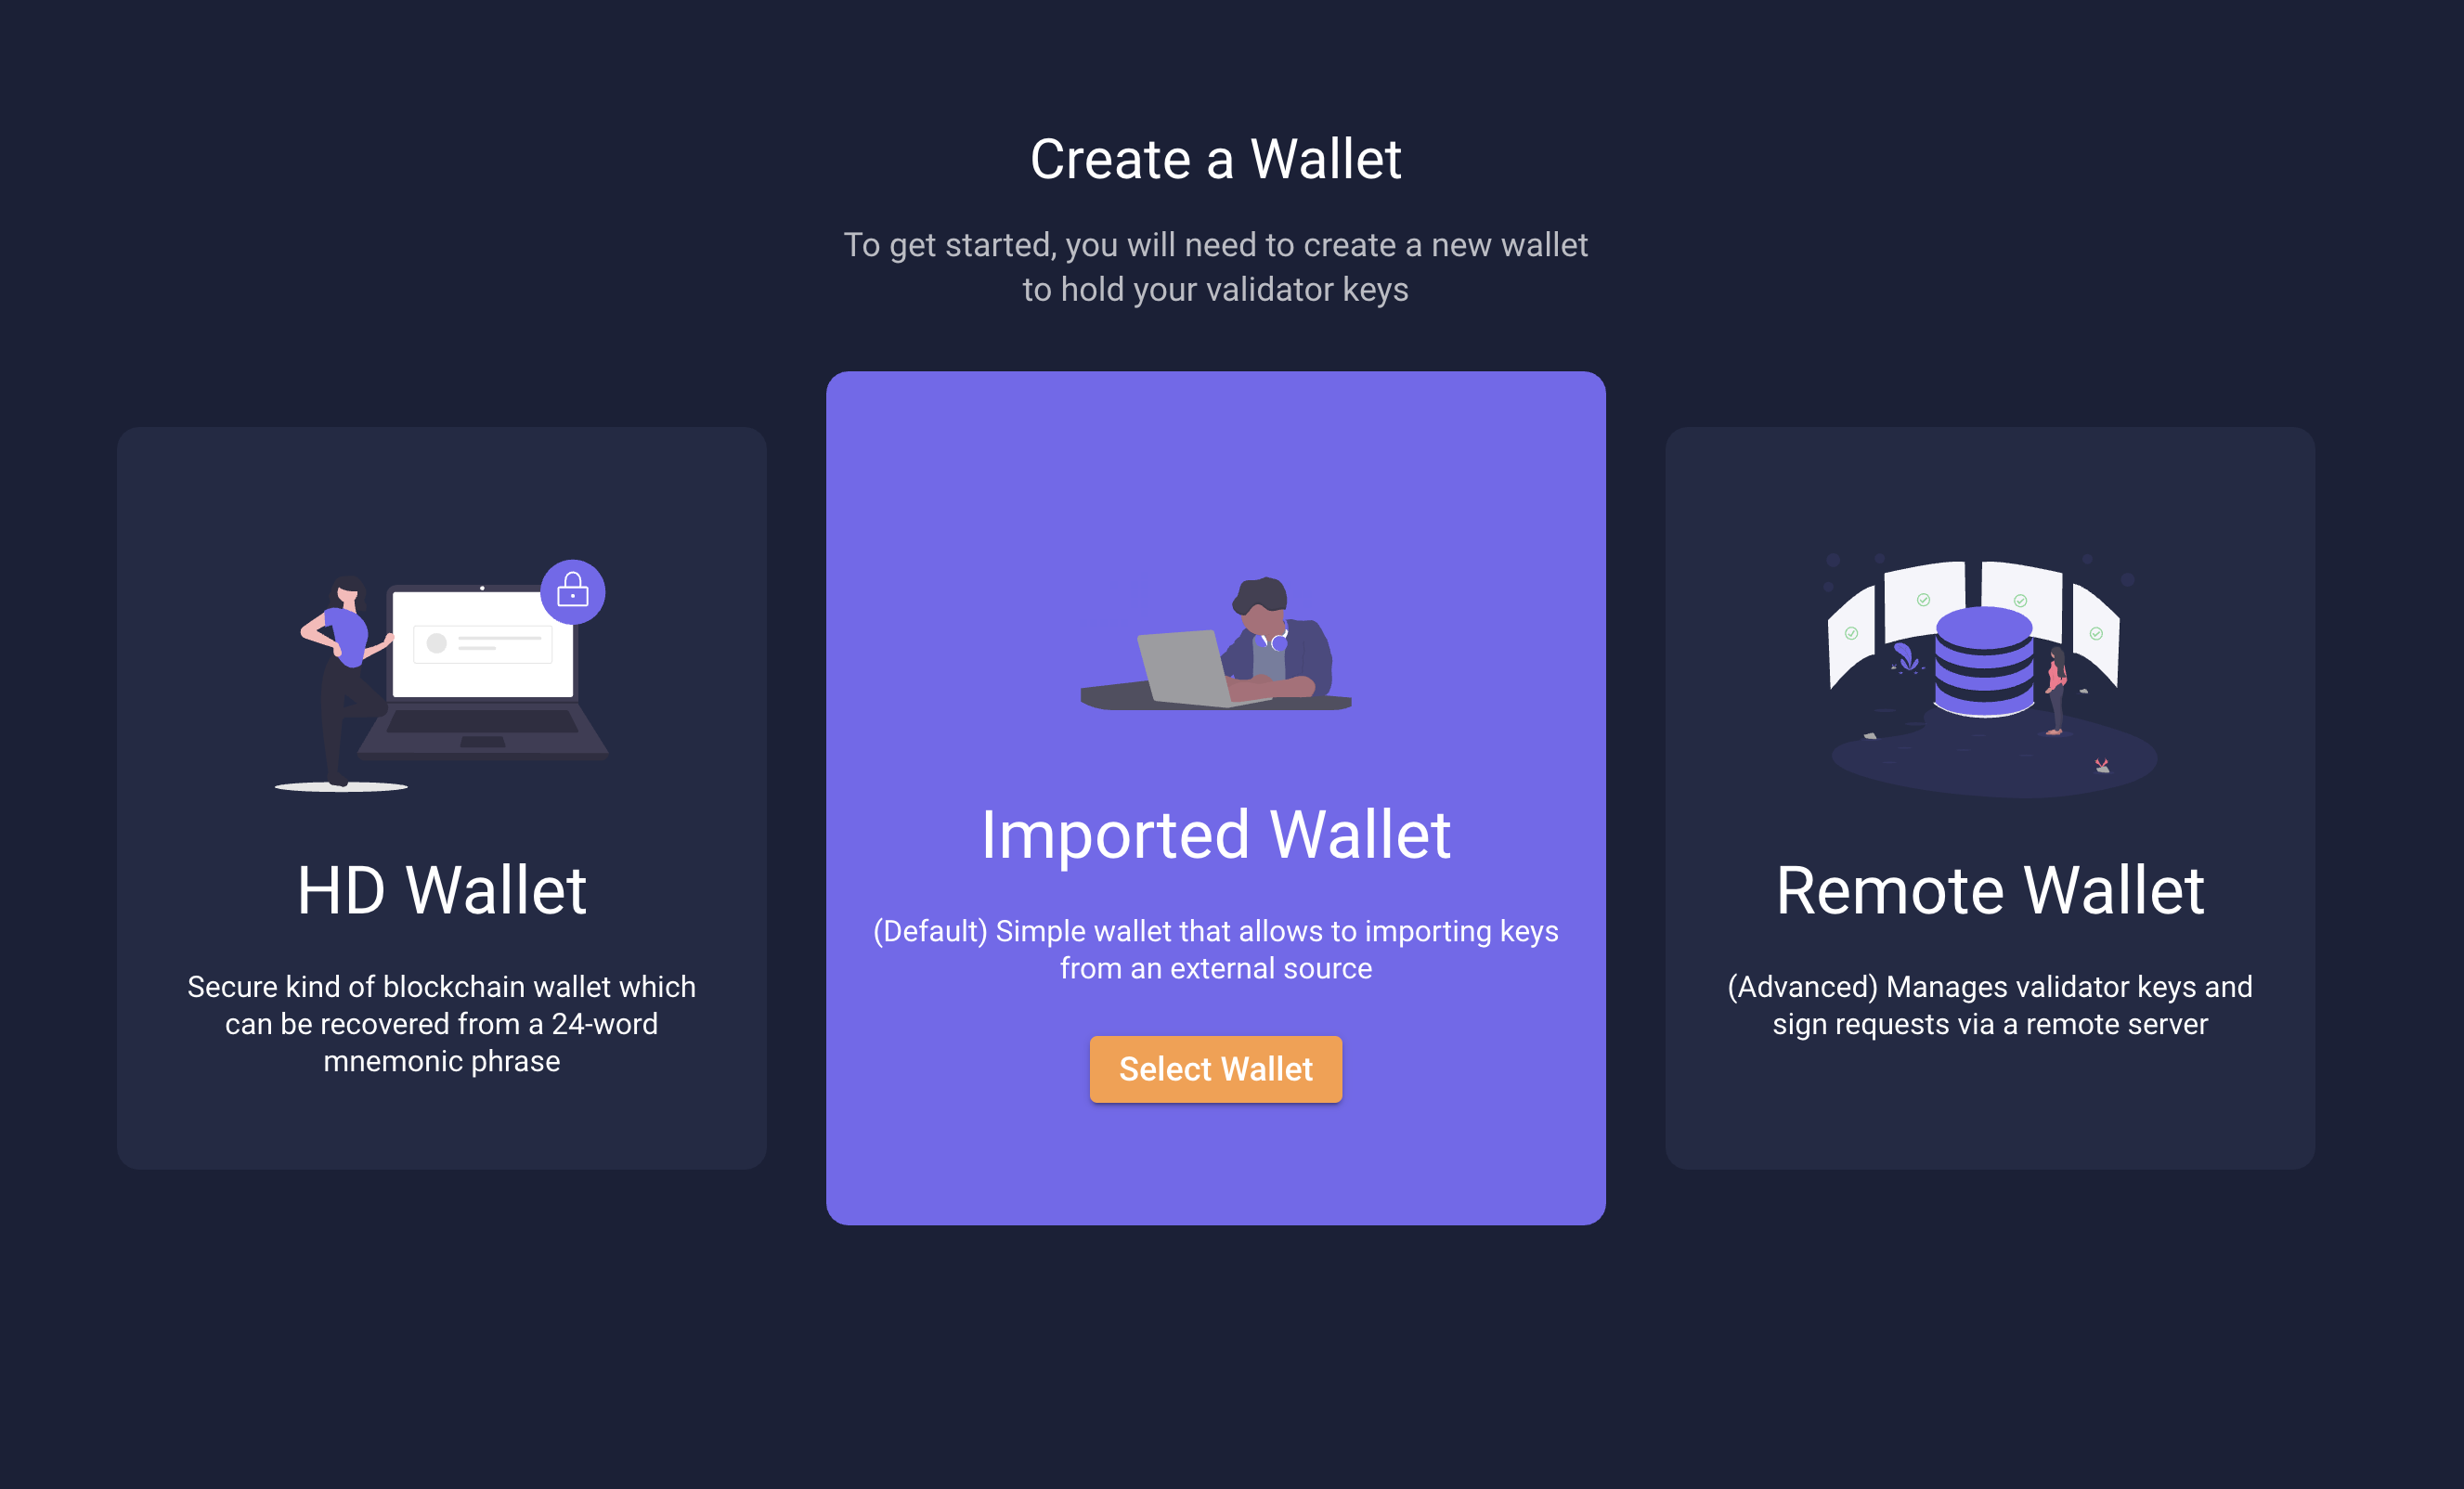 Create a Wallet
To get started, you will need to create a new wallet
to hold your validator keys
HD Wallet
Secure kind of blockchain wallet which
can be recovered from a 24-word
mnemonic phrase
Imported Wallet
(Default) Simple wallet that allows to importing keys
from an external source
Select Wallet
Remote Wallet
(Advanced) Manages validator keys and
sign requests via a remote server